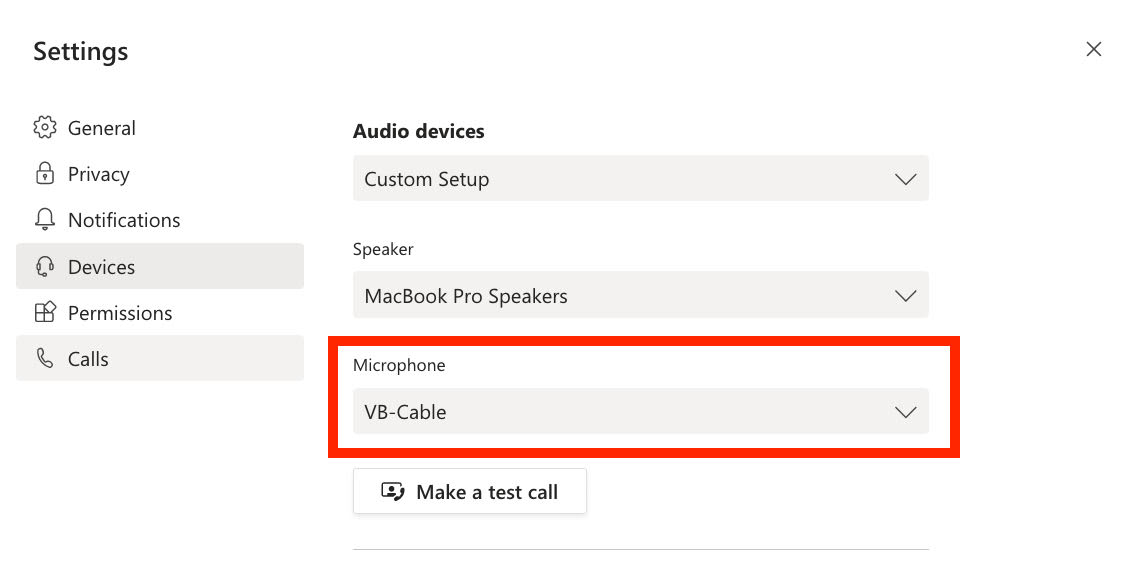 Settings
General
Privacy
Notifications
Devices
Permissions
Calls
Audio devices
Custom Setup
Speaker
MacBook Pro Speakers
Microphone
VB-Cable
Make a test call